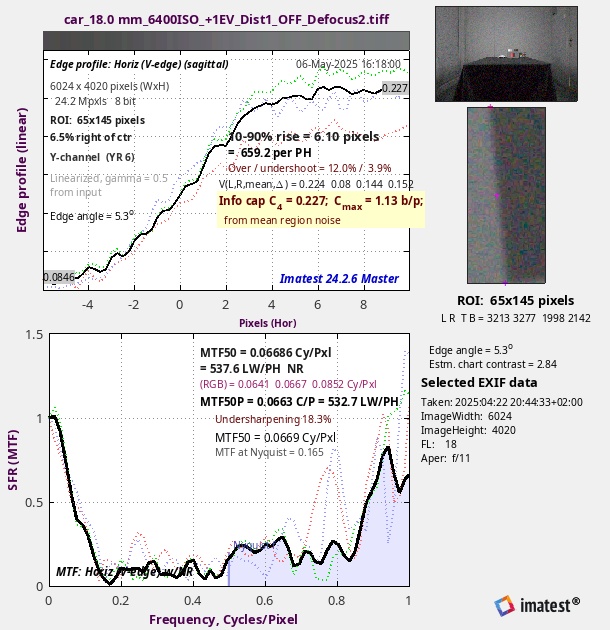 car_18.0 mm_6400ISO_+1EV_Dist1_OFF_Defocus2.tiff
Edge profile: Horiz (V-edge) (sagittal)
06-May-2025 16:18:00
6024 x 4020 pixels (WxH)
24.2 Mpxls 8 bit
0.227
ROI: 65x145 pixels
6.5% right of ctr
10-90% rise = 6.10 pixels
= 659.2 per PH
Y-channel (YR 6)
Over / undershoot = 12.0% / 3.9%
Linearized, gamma = 0.5
from input
V(L,R,mean,Δ) = 0.224 0.08 0.144 0.152
Info cap C4 = 0.227; Cmax = 1.13 b/p;
from mean region noise
Edge angle = 5.3o
0.0846
Imatest 24.2.6 Master
Edge profile (linear)
-4 -2 0 2 4 6 8
Pixels (Hor)
ROI: 65x145 pixels
L R T B = 3213 3277 1998 2142
Edge angle = 5.3o
Estm. chart contrast = 2.84
Selected EXIF data
Taken: 2025:04:22 20:44:33+02:00
ImageWidth: 6024
ImageHeight: 4020
FL: 18
Aper: f/11
MTF50 = 0.06686 Cy/Pxl
= 537.6 LW/PH NR
(RGB) = 0.0641 0.0667 0.0852 Cy/Pxl
MTF50P = 0.0663 C/P = 532.7 LW/PH
Undersharpening 18.3%
MTF50 = 0.0669 Cy/Pxl
MTF at Nyquist = 0.165
Nyquist
MTF: Horiz (V-edge) w/NR
SFR (MTF)
1.5
1
0.5
0
0 0.2 0.4 0.6 0.8 1
Frequency, Cycles/Pixel
imatest®